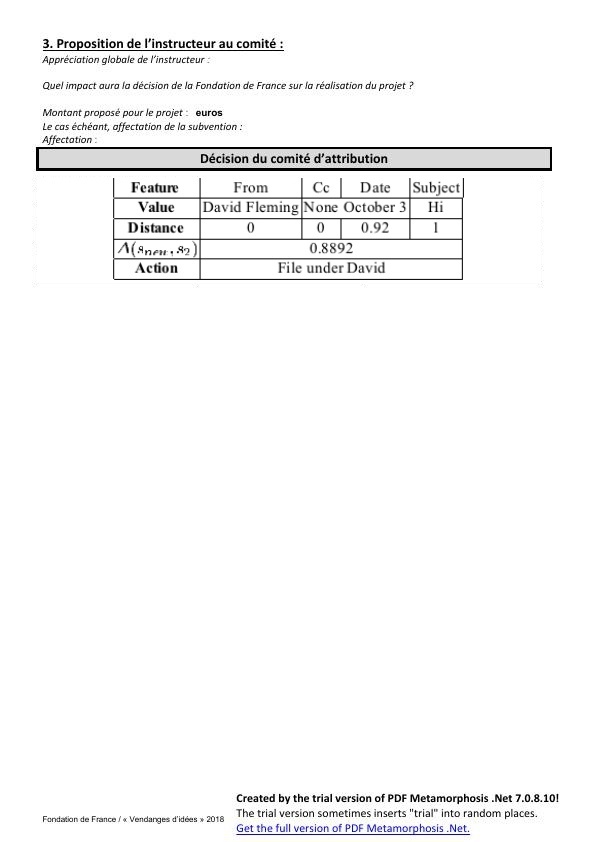 3. Proposition de l’instructeur au comité :
Appréciation globale de l’instructeur :
Quel impact aura la décision de la Fondation de France sur la réalisation du projet ?
Montant proposé pour le projet : euros
Le cas échéant, affectation de la subvention :
Affectation :
Décision du comité d’attribution
Feature From Cc Date Subject
Value David Fleming None October 3 Hi
Distance 0 0 0.92 1
Λ(s_new, s_2) 0.8892
Action File under David
Created by the trial version of PDF Metamorphosis .Net 7.0.8.10!
The trial version sometimes inserts "trial" into random places.
Get the full version of PDF Metamorphosis .Net.
Fondation de France / « Vendanges d’idées » 2018